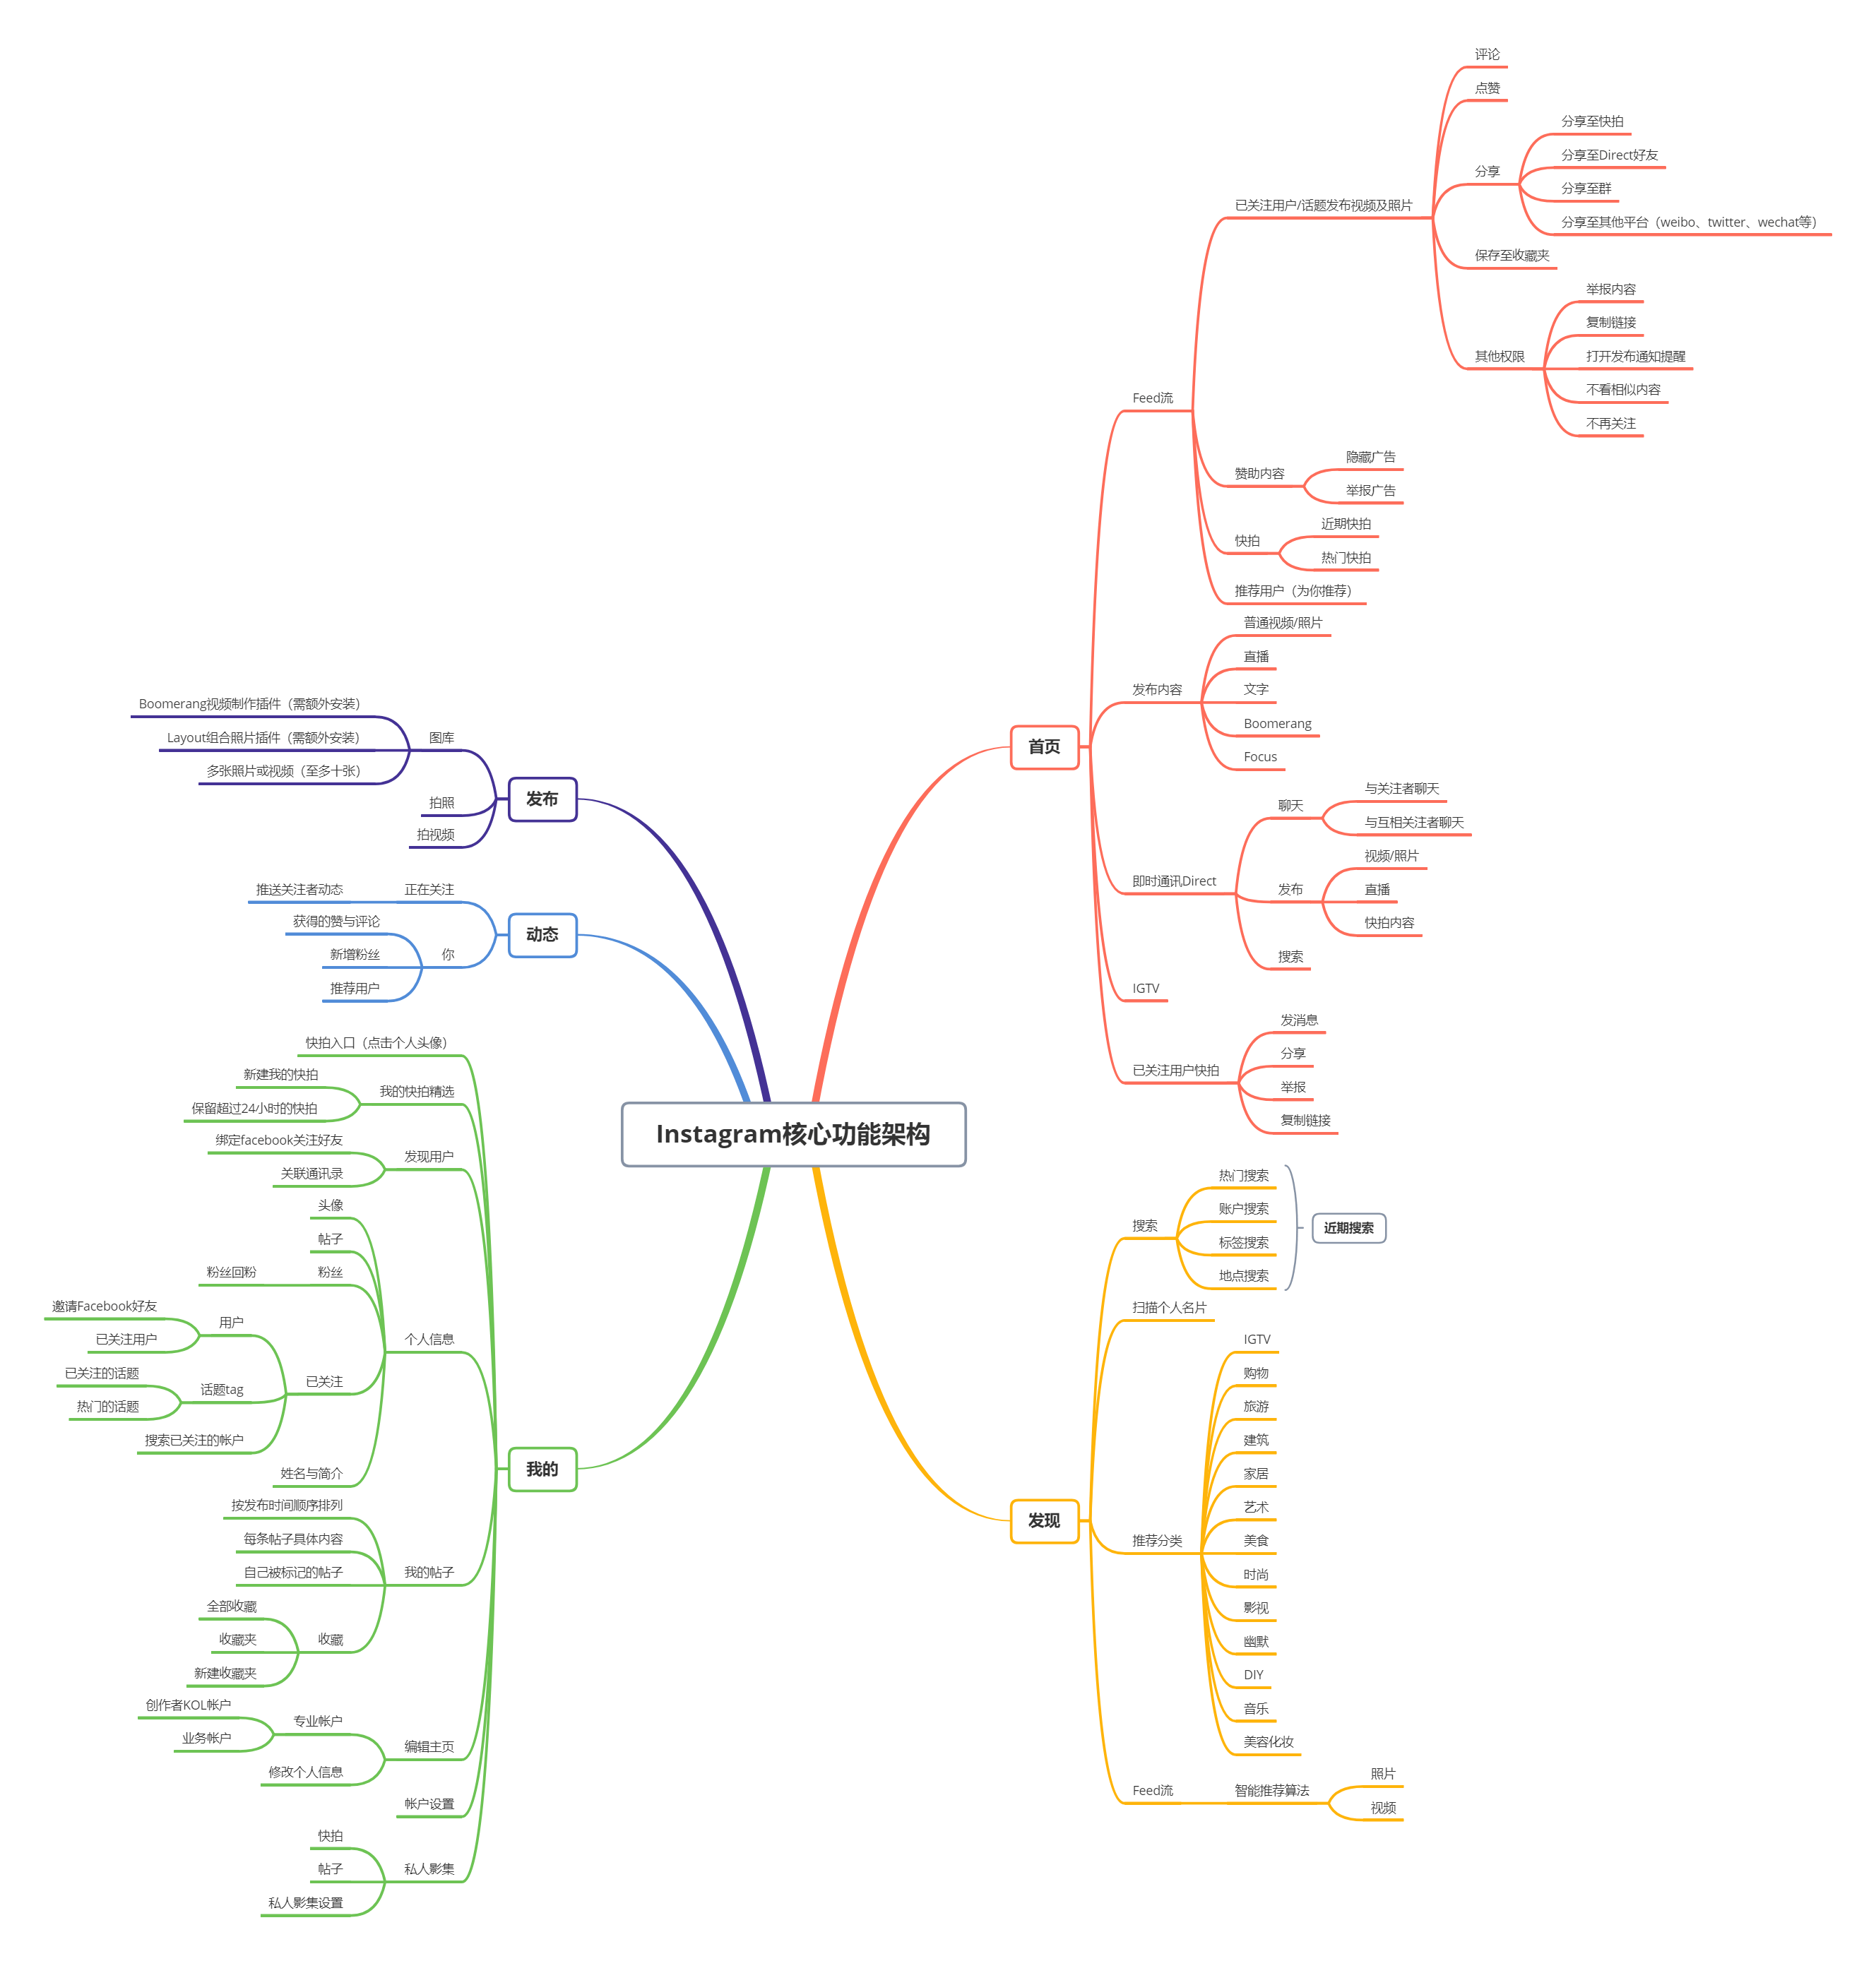 Instagram核心功能架构
首页
Feed流
已关注用户/话题发布视频及照片
评论
点赞
分享
分享至快拍
分享至Direct好友
分享至群
分享至其他平台（weibo、twitter、wechat等）
保存至收藏夹
其他权限
举报内容
复制链接
打开发布通知提醒
不看相似内容
不再关注
赞助内容
隐藏广告
举报广告
快拍
近期快拍
热门快拍
推荐用户（为你推荐）
发布内容
普通视频/照片
直播
文字
Boomerang
Focus
即时通讯Direct
聊天
与关注者聊天
与互相关注者聊天
发布
视频/照片
直播
快拍内容
搜索
IGTV
已关注用户快拍
发消息
分享
举报
复制链接
发现
搜索
热门搜索
账户搜索
标签搜索
地点搜索
近期搜索
扫描个人名片
推荐分类
IGTV
购物
旅游
建筑
家居
艺术
美食
时尚
影视
幽默
DIY
音乐
美容化妆
Feed流
智能推荐算法
照片
视频
发布
图库
Boomerang视频制作插件（需额外安装）
Layout组合照片插件（需额外安装）
多张照片或视频（至多十张）
拍照
拍视频
动态
正在关注
推送关注者动态
你
获得的赞与评论
新增粉丝
推荐用户
我的
快拍入口（点击个人头像）
我的快拍精选
新建我的快拍
保留超过24小时的快拍
发现用户
绑定facebook关注好友
关联通讯录
个人信息
头像
帖子
粉丝
粉丝回粉
已关注
用户
邀请Facebook好友
已关注用户
话题tag
已关注的话题
热门的话题
搜索已关注的帐户
姓名与简介
我的帖子
按发布时间顺序排列
每条帖子具体内容
自己被标记的帖子
收藏
全部收藏
收藏夹
新建收藏夹
编辑主页
专业帐户
创作者KOL帐户
业务帐户
修改个人信息
帐户设置
私人影集
快拍
帖子
私人影集设置